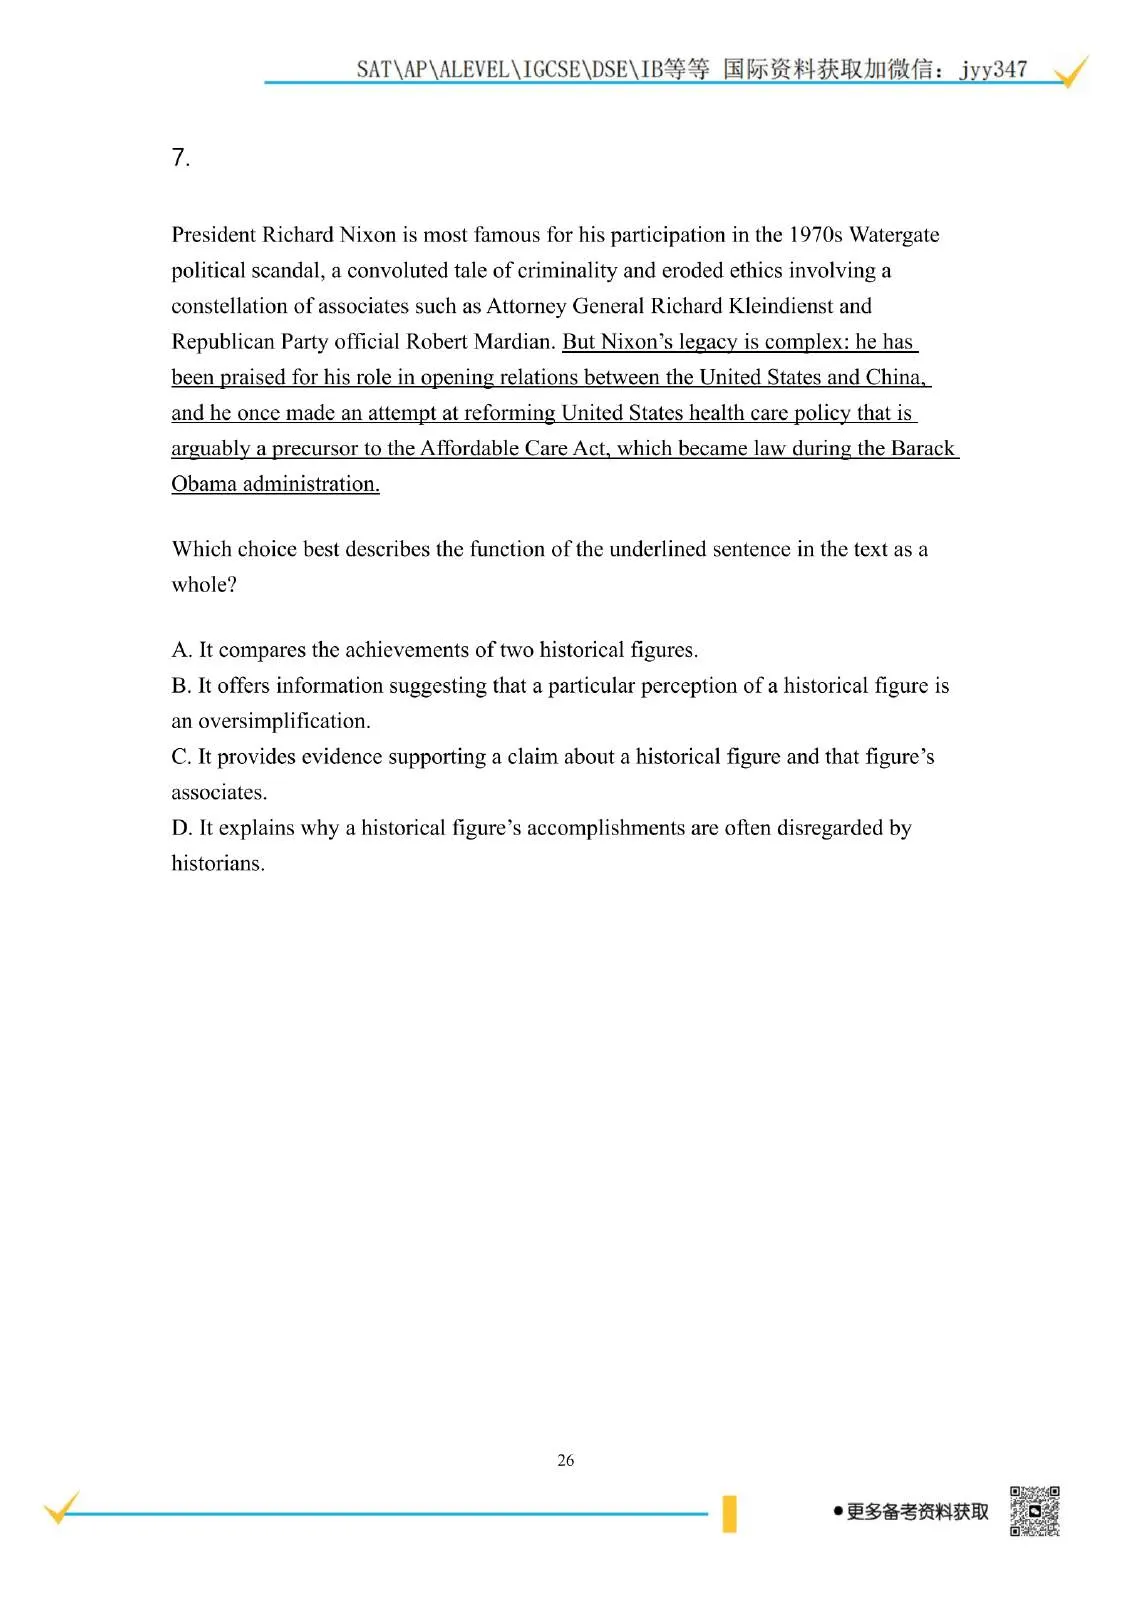 SAT\AP\ALEVEL\IGCSE\DSE\IB等等 国际资料获取加微信: jyy347
7.
President Richard Nixon is most famous for his participation in the 1970s Watergate
political scandal, a convoluted tale of criminality and eroded ethics involving a
constellation of associates such as Attorney General Richard Kleindienst and
Republican Party official Robert Mardian. But Nixon’s legacy is complex: he has
been praised for his role in opening relations between the United States and China,
and he once made an attempt at reforming United States health care policy that is
arguably a precursor to the Affordable Care Act, which became law during the Barack
Obama administration.
Which choice best describes the function of the underlined sentence in the text as a
whole?
A. It compares the achievements of two historical figures.
B. It offers information suggesting that a particular perception of a historical figure is
an oversimplification.
C. It provides evidence supporting a claim about a historical figure and that figure’s
associates.
D. It explains why a historical figure’s accomplishments are often disregarded by
historians.
26
●更多备考资料获取